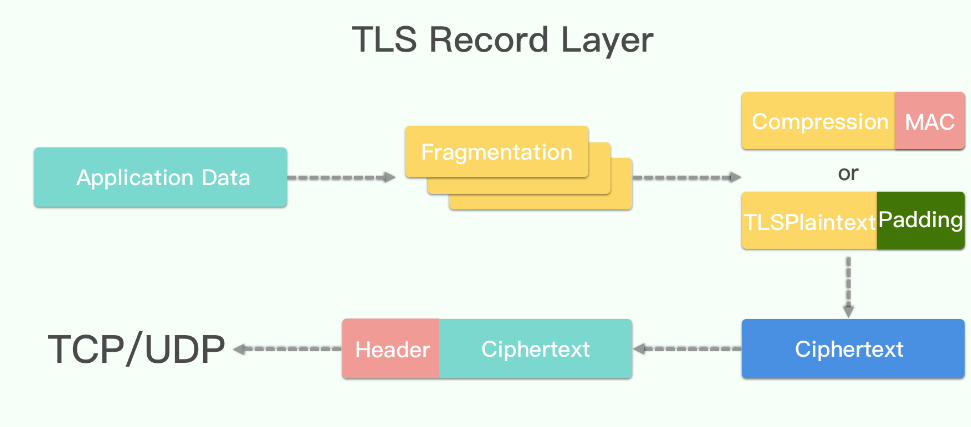 TLS Record Layer
Application Data
Fragmentation
Compression MAC
or
TLSPlaintext Padding
Ciphertext
Header Ciphertext
TCP/UDP